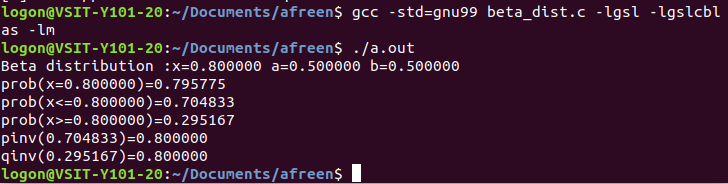 logon@VSIT-Y101-20:~/Documents/afreen$ gcc -std=gnu99 beta_dist.c -lgsl -lgslcbl
as -lm
logon@VSIT-Y101-20:~/Documents/afreen$ ./a.out
Beta distribution :x=0.800000 a=0.500000 b=0.500000
prob(x=0.800000)=0.795775
prob(x<=0.800000)=0.704833
prob(x>=0.800000)=0.295167
pinv(0.704833)=0.800000
qinv(0.295167)=0.800000
logon@VSIT-Y101-20:~/Documents/afreen$